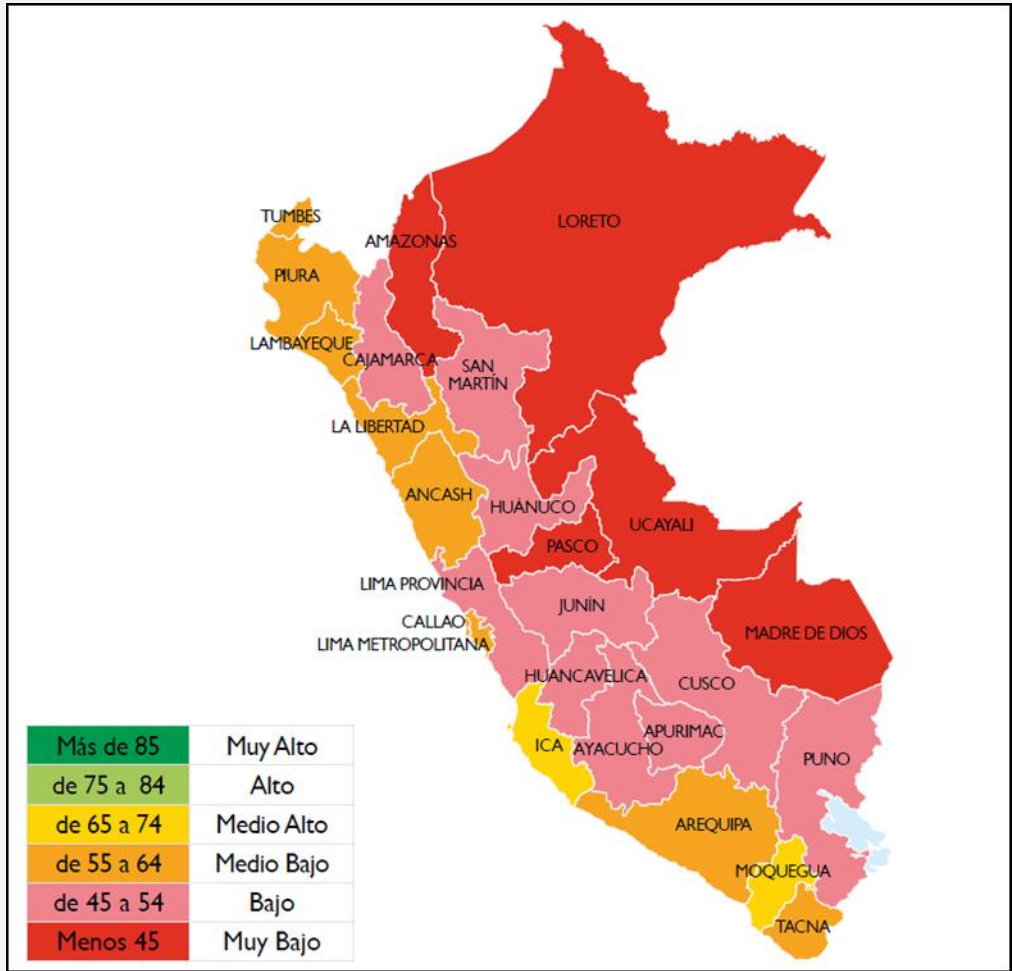 TUMBES
LORETO
AMAZONAS
PIURA
LAMBAYEQUE
CAJAMARCA
SAN
MARTÍN
LA LIBERTAD
ANCASH
HUÁNUCO
UCAYALI
PASCO
LIMA PROVINCIA
JUNÍN
CALLAO
LIMA METROPOLITANA
MADRE DE DIOS
HUANCAVELICA
CUSCO
APURIMAC
ICA
AYACUCHO
PUNO
AREQUIPA
MOQUEGUA
TACNA
Más de 85 Muy Alto
de 75 a 84 Alto
de 65 a 74 Medio Alto
de 55 a 64 Medio Bajo
de 45 a 54 Bajo
Menos 45 Muy Bajo